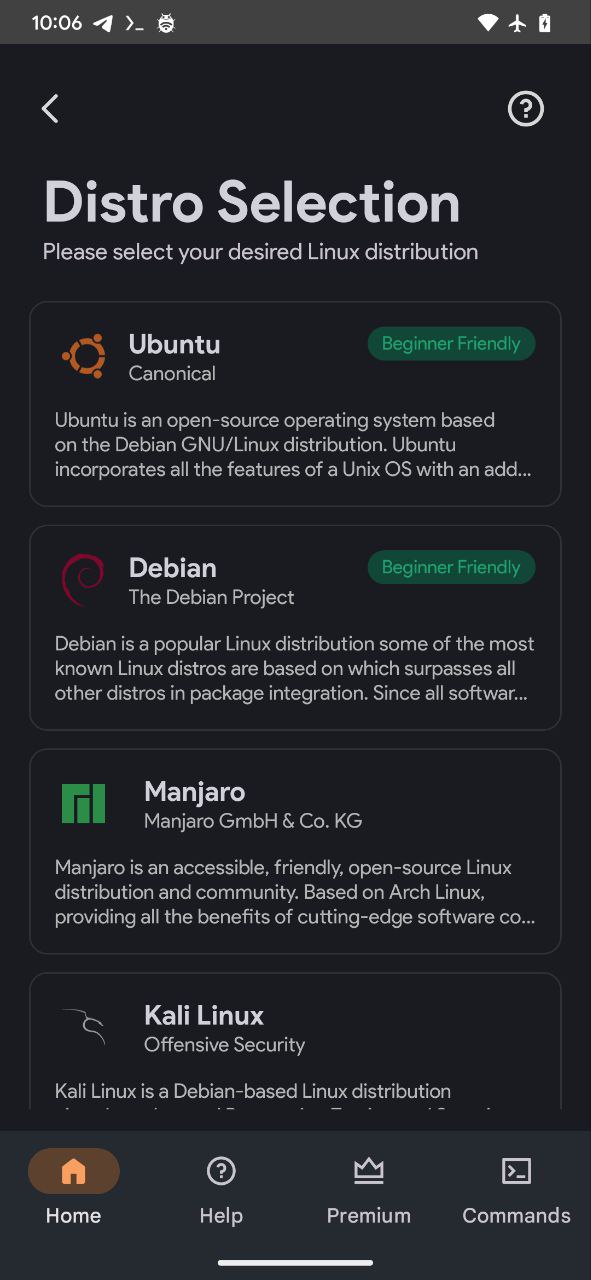 10:06
Distro Selection
Please select your desired Linux distribution
Ubuntu
Beginner Friendly
Canonical
Ubuntu is an open-source operating system based
on the Debian GNU/Linux distribution. Ubuntu
incorporates all the features of a Unix OS with an add...
Debian
Beginner Friendly
The Debian Project
Debian is a popular Linux distribution some of the most
known Linux distros are based on which surpasses all
other distros in package integration. Since all softwar...
Manjaro
Manjaro GmbH & Co. KG
Manjaro is an accessible, friendly, open-source Linux
distribution and community. Based on Arch Linux,
providing all the benefits of cutting-edge software co...
Kali Linux
Offensive Security
Kali Linux is a Debian-based Linux distribution
Home
Help
Premium
Commands